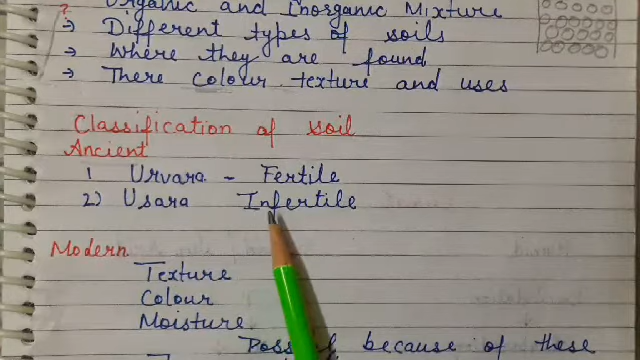 Organic and Inorganic Mixture
→ Different types of soils
→ Where they are found
→ There colour texture and uses
Classification of soil
Ancient
1 Urvara - Fertile
2) Usara Infertile
Modern
Texture
Colour
Moisture
because of these